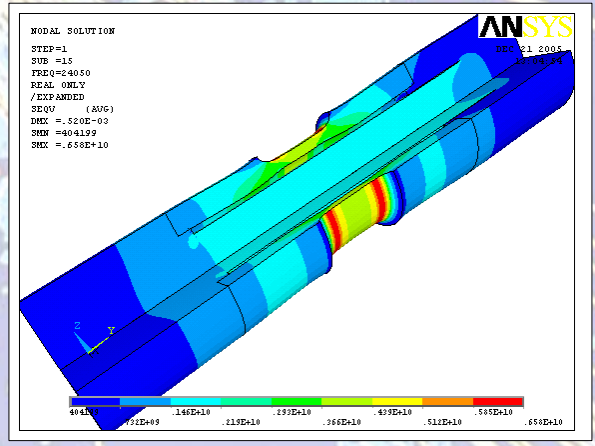 NODAL SOLUTION
ANSYS
STEP=1
DEC 21 2005
SUB =15
FREQ=24050
REAL ONLY
/EXPANDED
SEQV (AVG)
DMX =.520E-03
SMN =404199
SMX =.658E+10
Z
Y
.146E+10 .293E+10 .439E+10 .585E+10
.732E+09 .219E+10 .366E+10 .512E+10 .658E+10